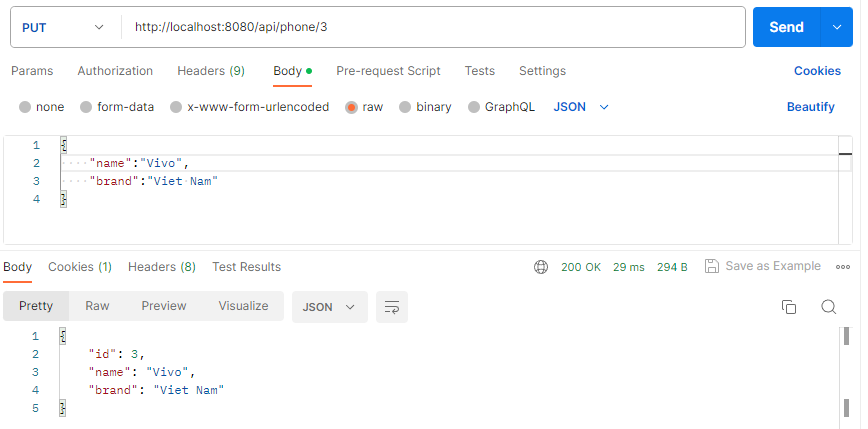 PUT http://localhost:8080/api/phone/3 Send
Params Authorization Headers (9) Body Pre-request Script Tests Settings Cookies
none form-data x-www-form-urlencoded raw binary GraphQL JSON Beautify
1 {
2 "name":"Vivo",
3 "brand":"Viet Nam"
4 }
Body Cookies (1) Headers (8) Test Results 200 OK 29 ms 294 B Save as Example
Pretty Raw Preview Visualize JSON
1 {
2 "id": 3,
3 "name": "Vivo",
4 "brand": "Viet Nam"
5 }